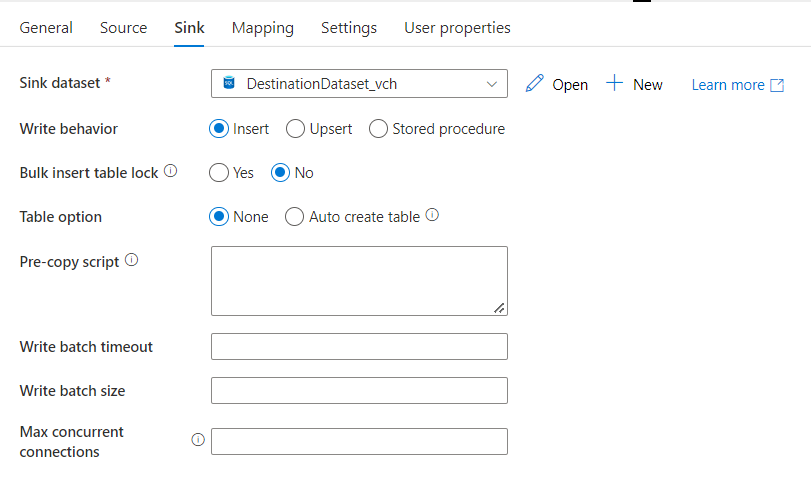 General Source Sink Mapping Settings User properties
Sink dataset * SQL DestinationDataset_vch Open New Learn more
Write behavior Insert Upsert Stored procedure
Bulk insert table lock Yes No
Table option None Auto create table
Pre-copy script
Write batch timeout
Write batch size
Max concurrent
connections